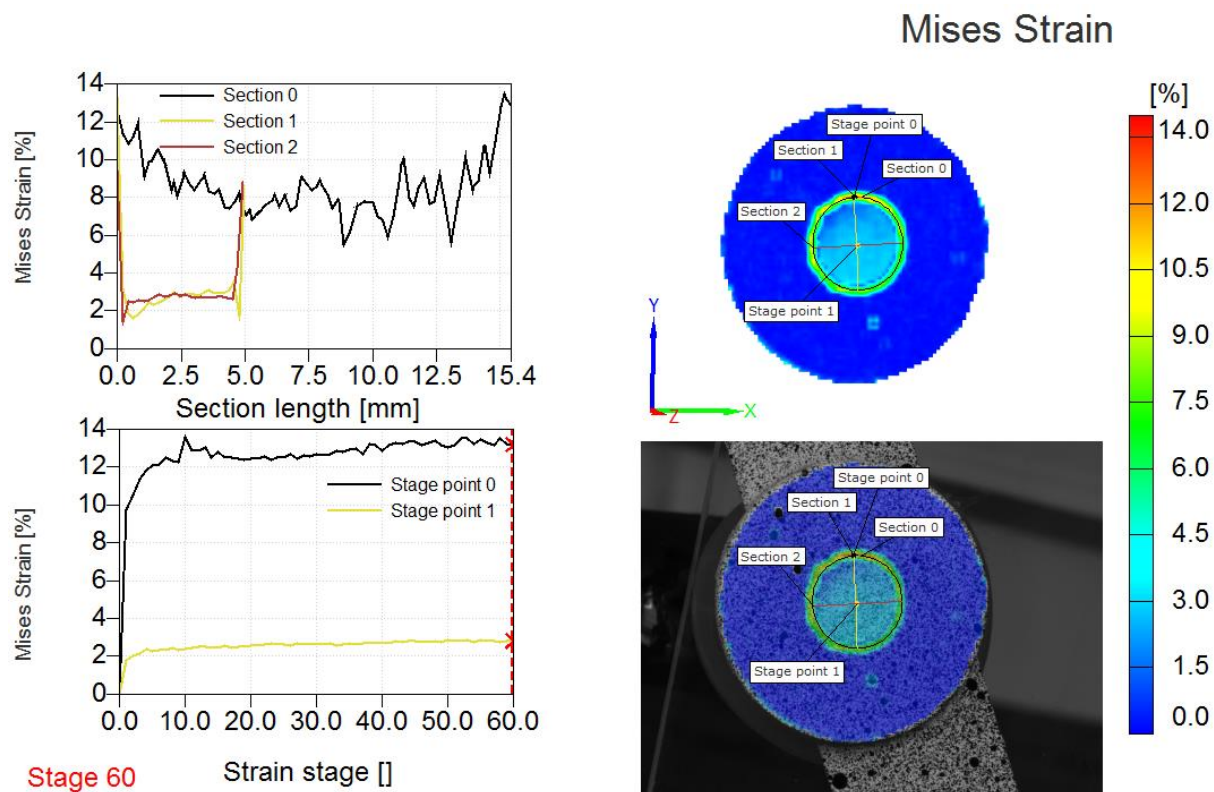 Mises Strain
Mises Strain [%]
14
12
10
8
6
4
2
0
Section 0
Section 1
Section 2
0.0 2.5 5.0 7.5 10.0 12.5 15.4
Section length [mm]
Mises Strain [%]
14
12
10
8
6
4
2
0
Stage point 0
Stage point 1
0.0 10.0 20.0 30.0 40.0 50.0 60.0
Strain stage []
Stage 60
Stage point 0
Section 1
Section 0
Section 2
Stage point 1
Y
Z
X
Stage point 0
Section 1
Section 0
Section 2
Stage point 1
[%]
14.0
12.0
10.5
9.0
7.5
6.0
4.5
3.0
1.5
0.0